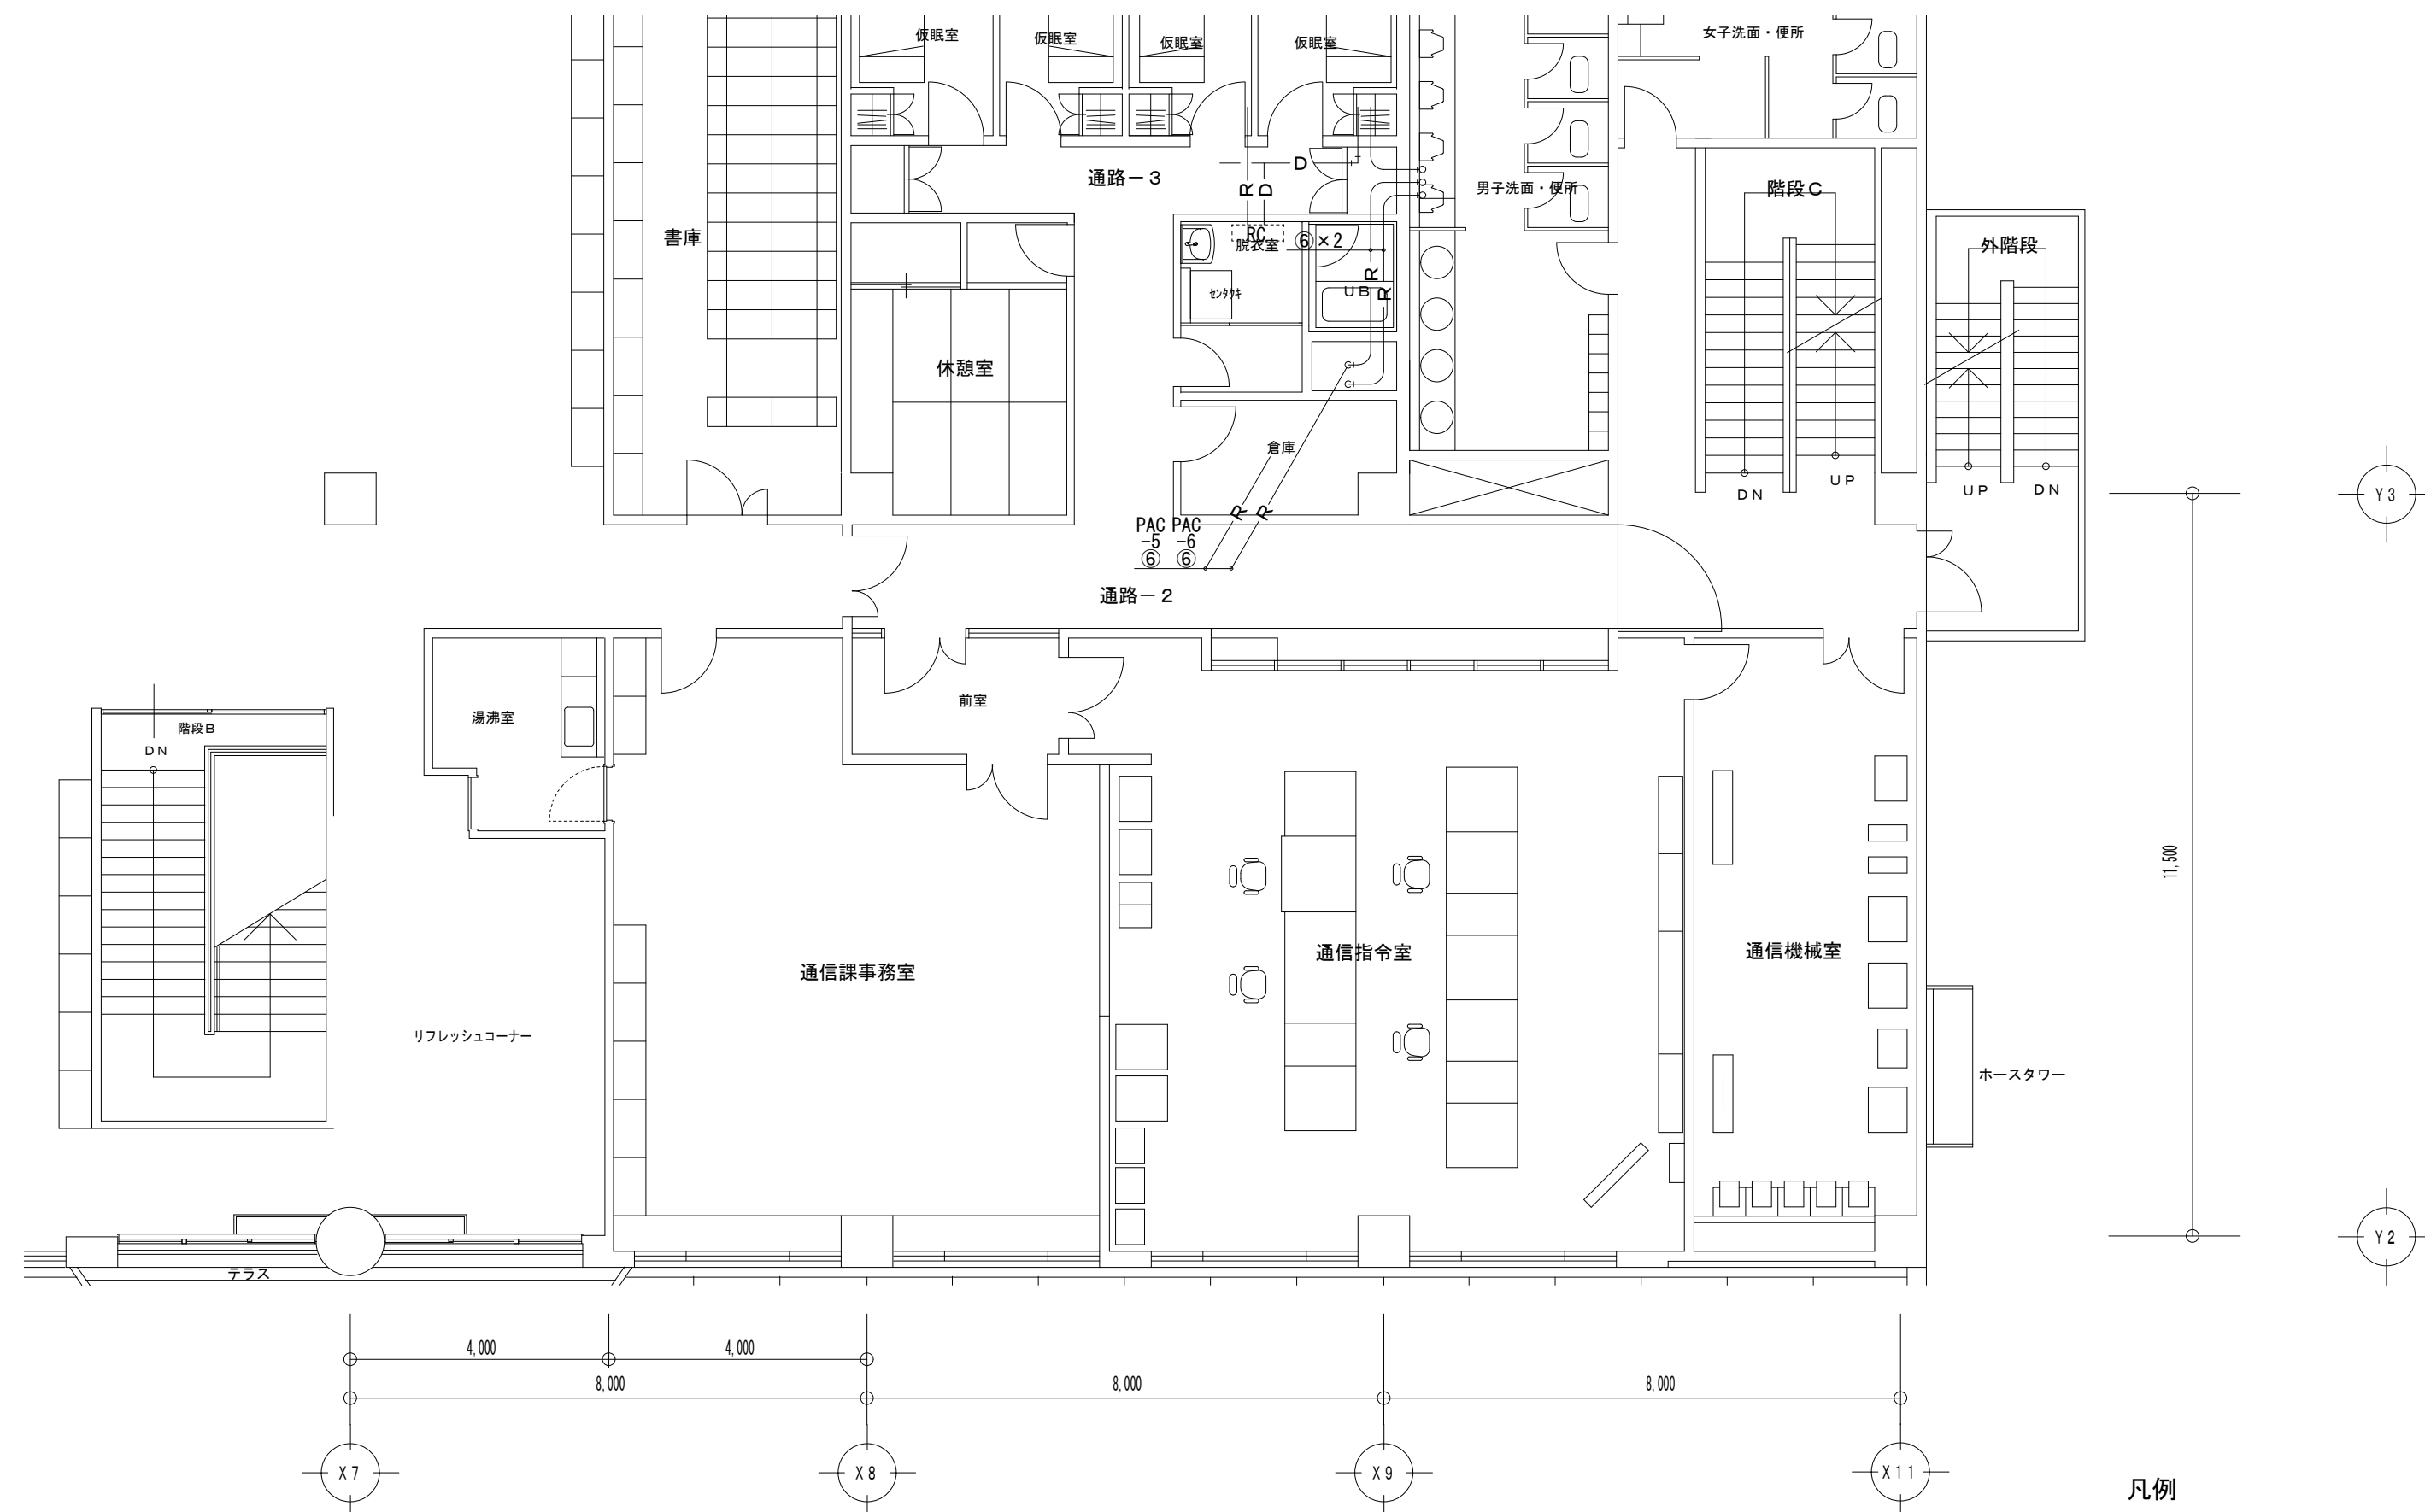 仮眠室
仮眠室
仮眠室
仮眠室
女子洗面・便所
通路－３
D
R
D
男子洗面・便所
階段Ｃ
書庫
RC
脱衣室
⑥×2
外階段
R
センタクキ
ＵＢ
R
休憩室
倉庫
ＤＮ
ＵＰ
ＵＰ
ＤＮ
Ｙ３
R
R
PAC PAC
-5 -6
⑥ ⑥
通路－２
前室
湯沸室
階段Ｂ
ＤＮ
11,500
通信指令室
通信機械室
通信課事務室
リフレッシュコーナー
ホースタワー
Ｙ２
テラス
4,000
4,000
8,000
8,000
8,000
Ｘ７
Ｘ８
Ｘ９
Ｘ１１
凡例